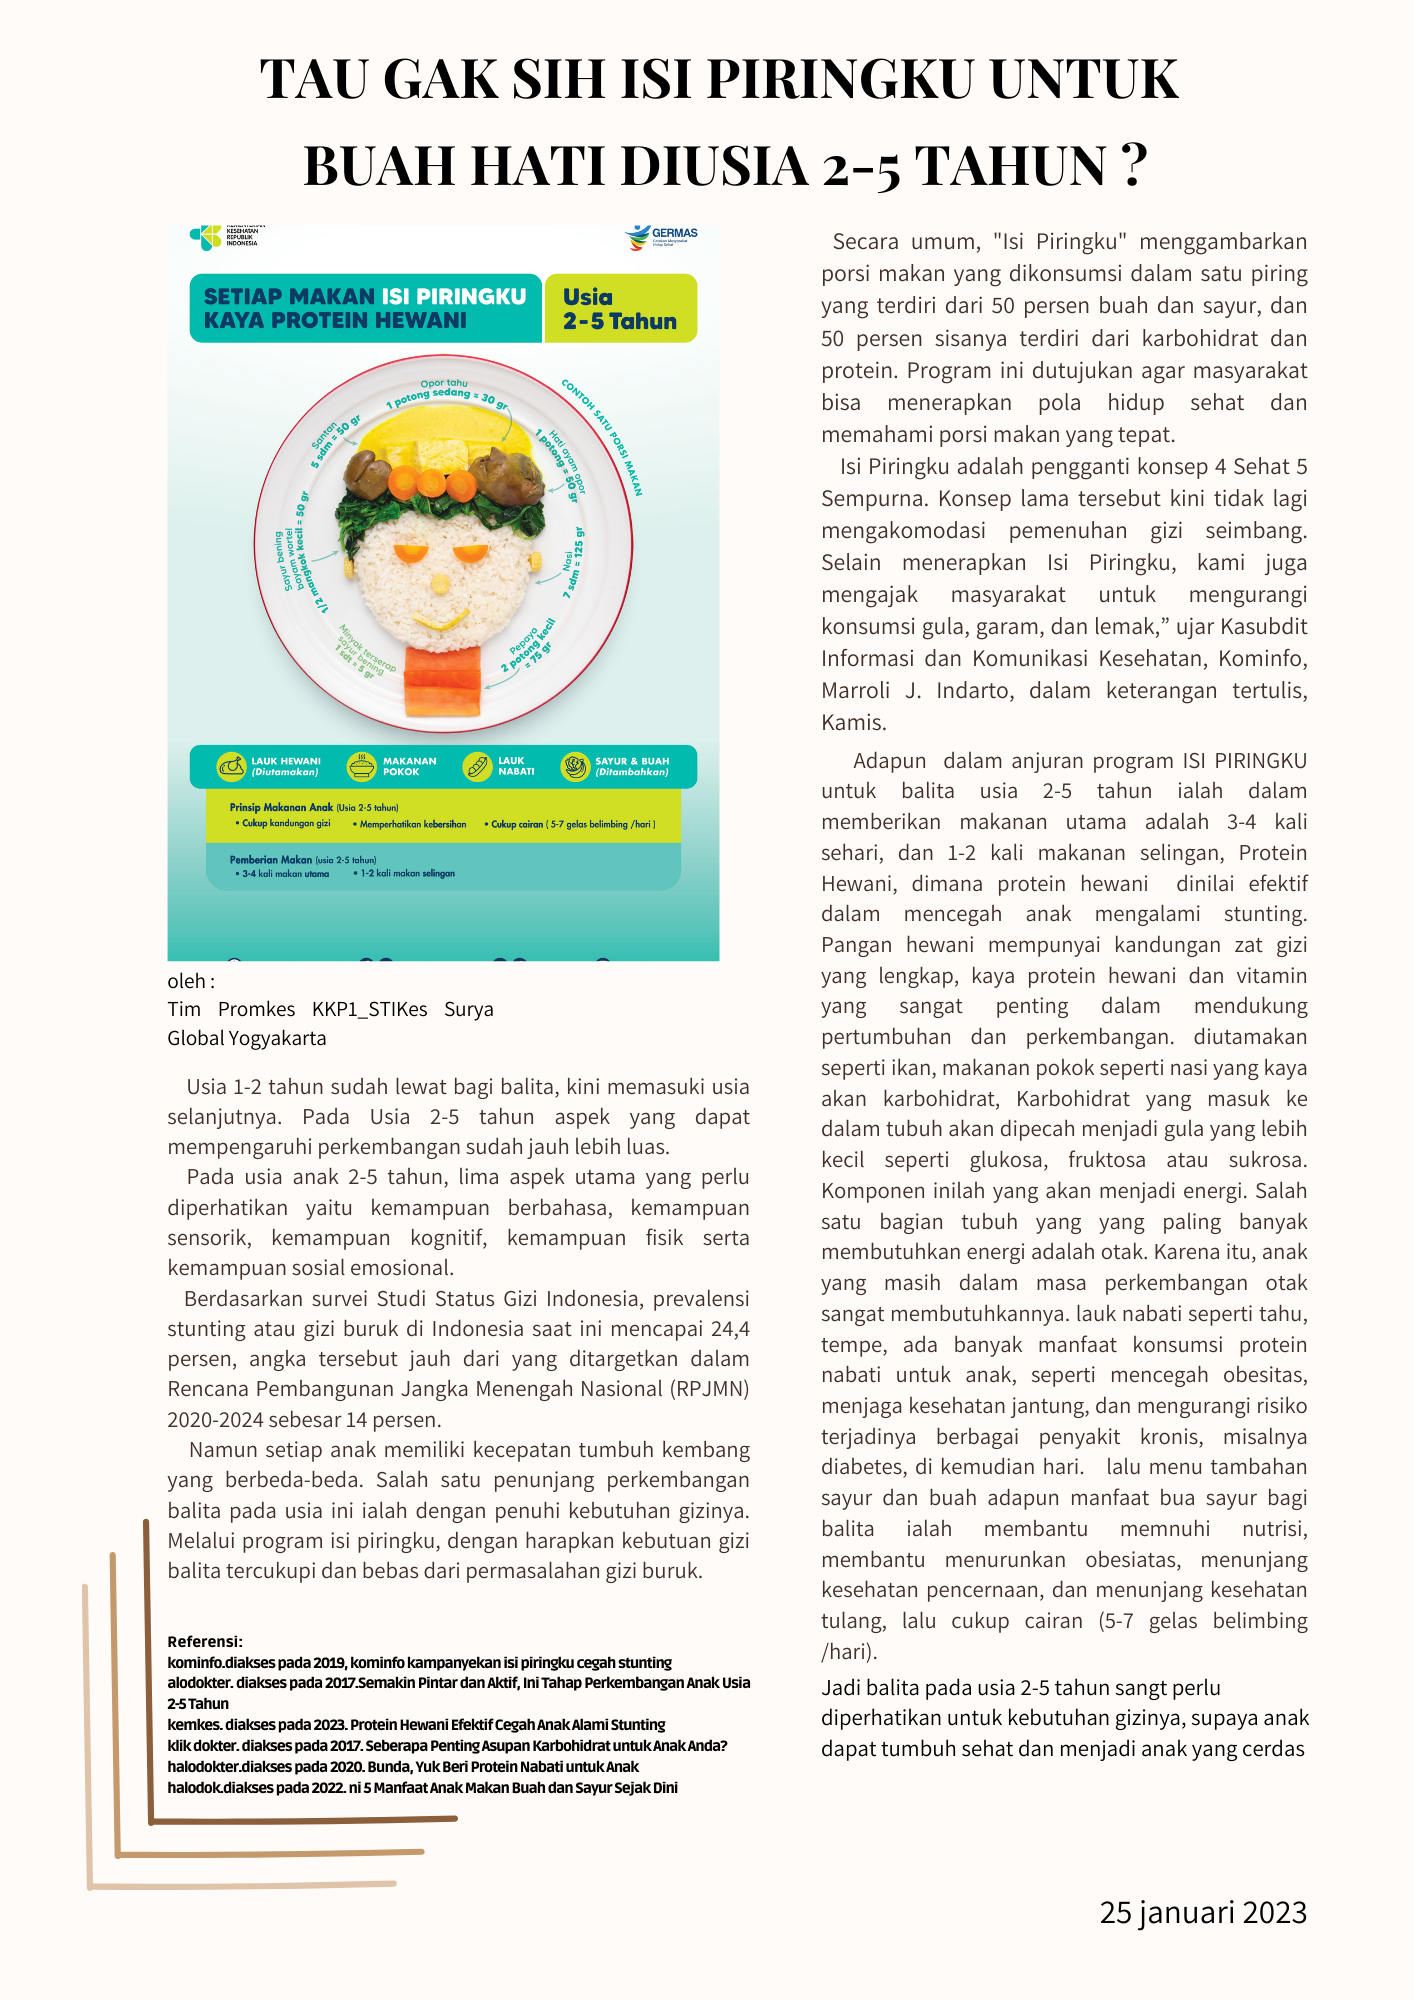 TAU GAK SIH ISI PIRINGKU UNTUK
BUAH HATI DIUSIA 2-5 TAHUN ?
KESEHATAN
REPUBLIK
INDONESIA
GERMAS
SETIAP MAKAN ISI PIRINGKU
KAYA PROTEIN HEWANI
Usia
2-5 Tahun
CONTOH SATU PORSI MAKAN
Opor tahu
1 potong sedang = 30 gr
Santan
5 sdm = 50 gr
Hati ayam opor
1 potong = 50 gr
Sayur bening
bayam wortel
1/2 mangkok kecil = 50 gr
Nasi
7 sdm = 125 gr
Minyak terserap
sayur bening
1 sdt = 5 gr
Pepaya
2 potong kecil
= 75 gr
LAUK HEWANI
(Diutamakan)
MAKANAN
POKOK
LAUK
NABATI
SAYUR & BUAH
(Ditambahkan)
Prinsip Makanan Anak (Usia 2-5 tahun)
• Cukup kandungan gizi • Memperhatikan kebersihan • Cukup cairan ( 5-7 gelas belimbing /hari )
Pemberian Makan (usia 2-5 tahun)
• 3-4 kali makan utama • 1-2 kali makan selingan
oleh :
Tim Promkes KKP1_STIKes Surya
Global Yogyakarta
Usia 1-2 tahun sudah lewat bagi balita, kini memasuki usia
selanjutnya. Pada Usia 2-5 tahun aspek yang dapat
mempengaruhi perkembangan sudah jauh lebih luas.
Pada usia anak 2-5 tahun, lima aspek utama yang perlu
diperhatikan yaitu kemampuan berbahasa, kemampuan
sensorik, kemampuan kognitif, kemampuan fisik serta
kemampuan sosial emosional.
Berdasarkan survei Studi Status Gizi Indonesia, prevalensi
stunting atau gizi buruk di Indonesia saat ini mencapai 24,4
persen, angka tersebut jauh dari yang ditargetkan dalam
Rencana Pembangunan Jangka Menengah Nasional (RPJMN)
2020-2024 sebesar 14 persen.
Namun setiap anak memiliki kecepatan tumbuh kembang
yang berbeda-beda. Salah satu penunjang perkembangan
balita pada usia ini ialah dengan penuhi kebutuhan gizinya.
Melalui program isi piringku, dengan harapkan kebutuan gizi
balita tercukupi dan bebas dari permasalahan gizi buruk.
Referensi:
kominfo.diakses pada 2019, kominfo kampanyekan isi piringku cegah stunting
alodokter. diakses pada 2017.Semakin Pintar dan Aktif, Ini Tahap Perkembangan Anak Usia
2-5 Tahun
kemkes. diakses pada 2023. Protein Hewani Efektif Cegah Anak Alami Stunting
klik dokter. diakses pada 2017. Seberapa Penting Asupan Karbohidrat untuk Anak Anda?
halodokter.diakses pada 2020. Bunda, Yuk Beri Protein Nabati untuk Anak
halodok.diakses pada 2022. ni 5 Manfaat Anak Makan Buah dan Sayur Sejak Dini
Secara umum, "Isi Piringku" menggambarkan
porsi makan yang dikonsumsi dalam satu piring
yang terdiri dari 50 persen buah dan sayur, dan
50 persen sisanya terdiri dari karbohidrat dan
protein. Program ini dutujukan agar masyarakat
bisa menerapkan pola hidup sehat dan
memahami porsi makan yang tepat.
Isi Piringku adalah pengganti konsep 4 Sehat 5
Sempurna. Konsep lama tersebut kini tidak lagi
mengakomodasi pemenuhan gizi seimbang.
Selain menerapkan Isi Piringku, kami juga
mengajak masyarakat untuk mengurangi
konsumsi gula, garam, dan lemak,” ujar Kasubdit
Informasi dan Komunikasi Kesehatan, Kominfo,
Marroli J. Indarto, dalam keterangan tertulis,
Kamis.
Adapun dalam anjuran program ISI PIRINGKU
untuk balita usia 2-5 tahun ialah dalam
memberikan makanan utama adalah 3-4 kali
sehari, dan 1-2 kali makanan selingan, Protein
Hewani, dimana protein hewani dinilai efektif
dalam mencegah anak mengalami stunting.
Pangan hewani mempunyai kandungan zat gizi
yang lengkap, kaya protein hewani dan vitamin
yang sangat penting dalam mendukung
pertumbuhan dan perkembangan. diutamakan
seperti ikan, makanan pokok seperti nasi yang kaya
akan karbohidrat, Karbohidrat yang masuk ke
dalam tubuh akan dipecah menjadi gula yang lebih
kecil seperti glukosa, fruktosa atau sukrosa.
Komponen inilah yang akan menjadi energi. Salah
satu bagian tubuh yang yang paling banyak
membutuhkan energi adalah otak. Karena itu, anak
yang masih dalam masa perkembangan otak
sangat membutuhkannya. lauk nabati seperti tahu,
tempe, ada banyak manfaat konsumsi protein
nabati untuk anak, seperti mencegah obesitas,
menjaga kesehatan jantung, dan mengurangi risiko
terjadinya berbagai penyakit kronis, misalnya
diabetes, di kemudian hari. lalu menu tambahan
sayur dan buah adapun manfaat bua sayur bagi
balita ialah membantu memnuhi nutrisi,
membantu menurunkan obesiatas, menunjang
kesehatan pencernaan, dan menunjang kesehatan
tulang, lalu cukup cairan (5-7 gelas belimbing
/hari).
Jadi balita pada usia 2-5 tahun sangt perlu
diperhatikan untuk kebutuhan gizinya, supaya anak
dapat tumbuh sehat dan menjadi anak yang cerdas
25 januari 2023